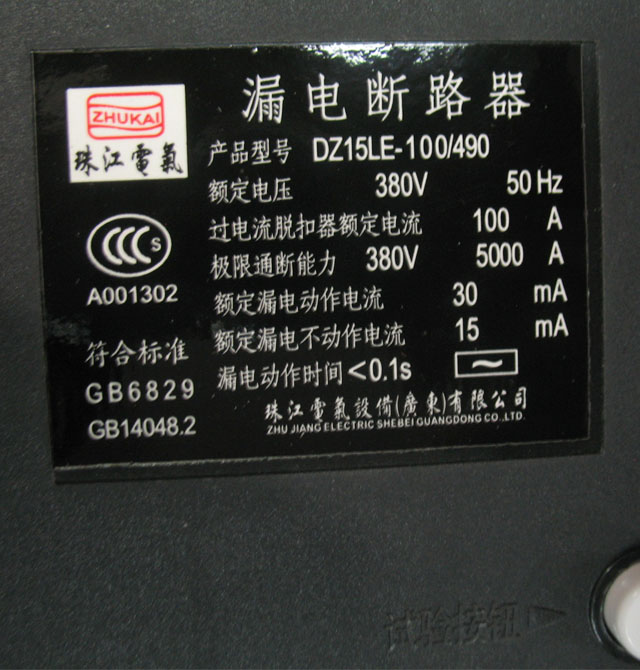 漏电断路器
ZHUKAI
珠江電氣
产品型号 DZ15LE-100/490
额定电压 380V 50Hz
过电流脱扣器额定电流 100 A
极限通断能力 380V 5000 A
额定漏电动作电流 30 mA
额定漏电不动作电流 15 mA
漏电动作时间<0.1s ~
CCC S
A001302
符合标准
GB6829
GB14048.2
珠江電氣設備(廣東)有限公司
ZHU JIANG ELECTRIC SHEBEI GUANGDONG CO.,LTD.
试验按钮